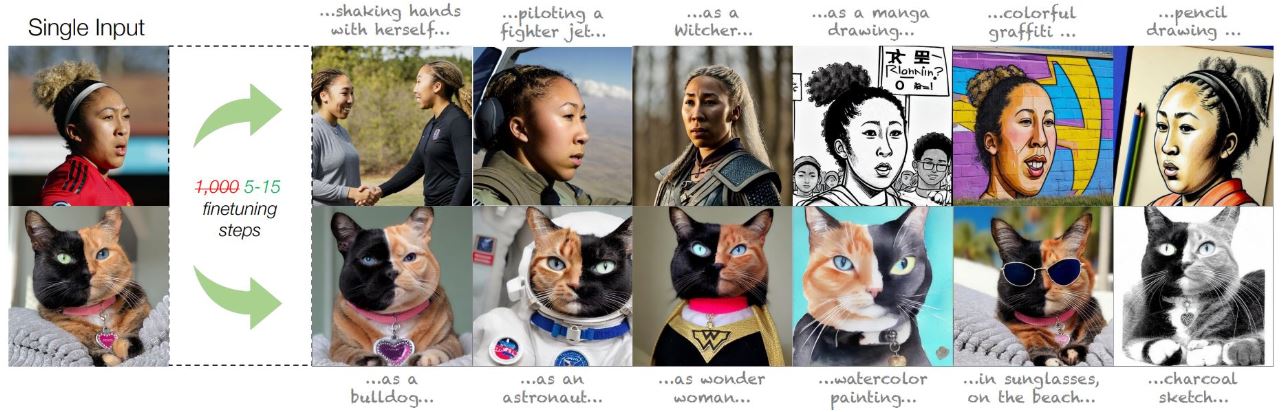 Single Input
...shaking hands
with herself...
...piloting a
fighter jet...
...as a
Witcher...
...as a manga
drawing...
...colorful
graffiti ...
...pencil
drawing ...
1,000 5-15
finetuning
steps
...as a
bulldog...
...as an
astronaut...
...as wonder
woman...
...watercolor
painting...
...in sunglasses,
on the beach...
...charcoal
sketch...